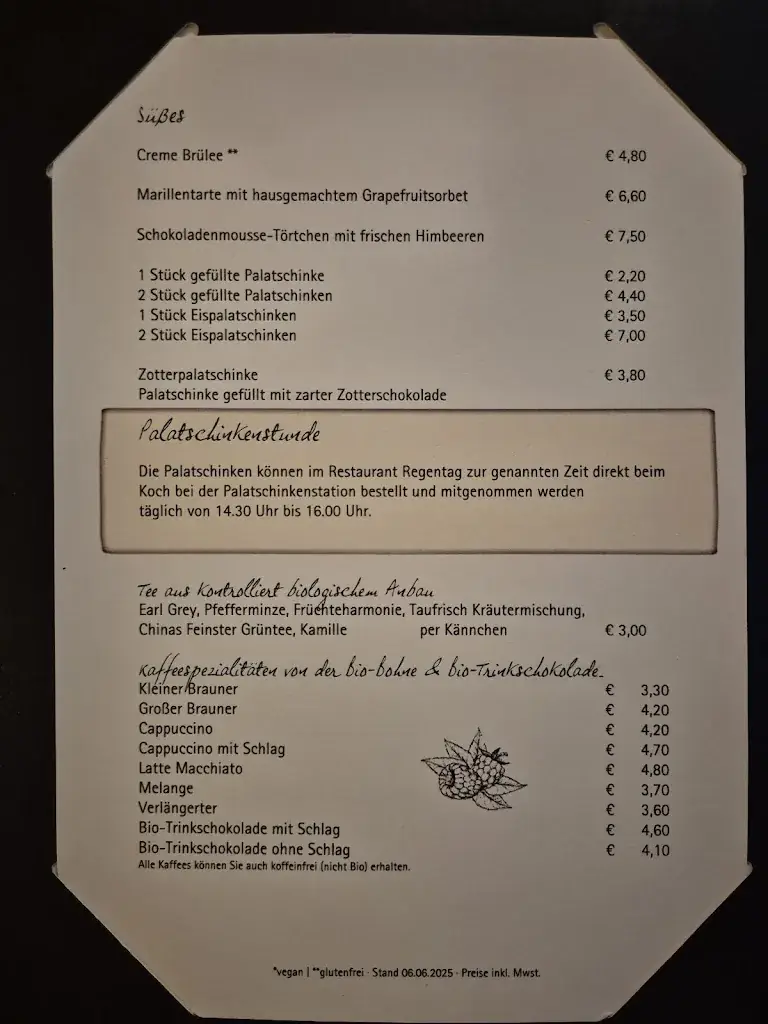 Süßes
Creme Brülee ** € 4,80
Marillentarte mit hausgemachtem Grapefruitsorbet € 6,60
Schokoladenmousse-Törtchen mit frischen Himbeeren € 7,50
1 Stück gefüllte Palatschinke € 2,20
2 Stück gefüllte Palatschinken € 4,40
1 Stück Eispalatschinken € 3,50
2 Stück Eispalatschinken € 7,00
Zotterpalatschinke € 3,80
Palatschinke gefüllt mit zarter Zotterschokolade
Palatschinkenstunde
Die Palatschinken können im Restaurant Regentag zur genannten Zeit direkt beim
Koch bei der Palatschinkenstation bestellt und mitgenommen werden
täglich von 14.30 Uhr bis 16.00 Uhr.
Tee aus kontrolliert biologischem Anbau
Earl Grey, Pfefferminze, Früchteharmonie, Taufrisch Kräutermischung,
Chinas Feinster Grüntee, Kamille per Kännchen € 3,00
Kaffeespezialitäten von der bio-bohne & bio-Trinkschokolade
Kleiner Brauner € 3,30
Großer Brauner € 4,20
Cappuccino € 4,20
Cappuccino mit Schlag € 4,70
Latte Macchiato € 4,80
Melange € 3,70
Verlängerter € 3,60
Bio-Trinkschokolade mit Schlag € 4,60
Bio-Trinkschokolade ohne Schlag € 4,10
Alle Kaffees können Sie auch koffeinfrei (nicht Bio) erhalten.
*vegan | **glutenfrei · Stand 06.06.2025 · Preise inkl. Mwst.